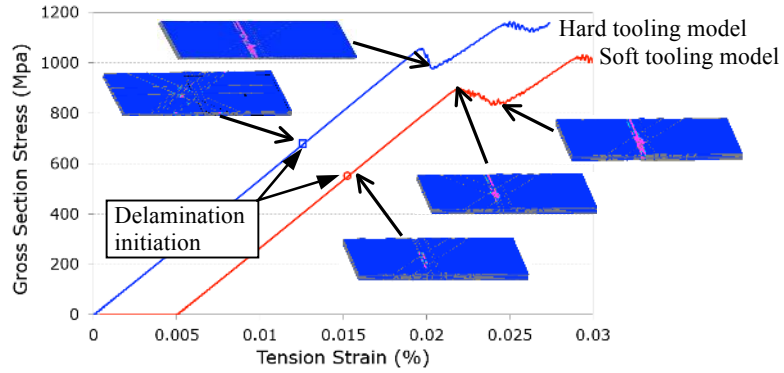 1200
1000
800
600
400
200
0
Gross Section Stress (Mpa)
Hard tooling model
Soft tooling model
Delamination
initiation
0
0.005
0.01
0.015
0.02
0.025
0.03
Tension Strain (%)